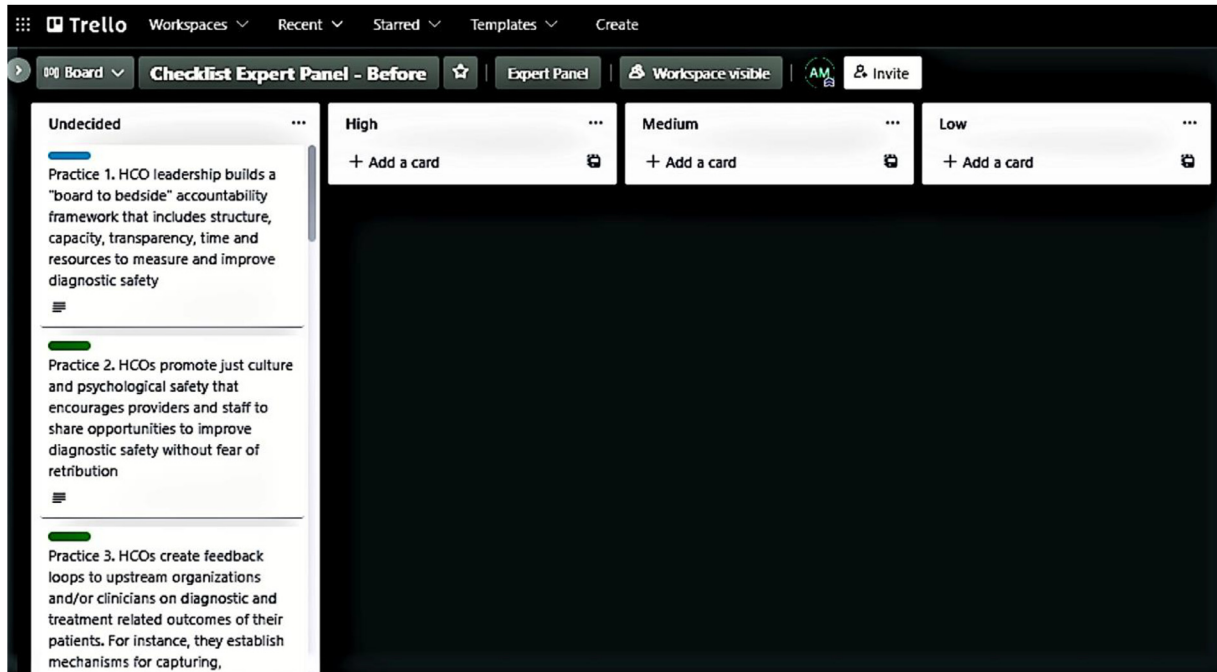 Trello Workspaces Recent Starred Templates Create
Board Checklist Expert Panel - Before Expert Panel Workspace visible AM Invite
Undecided
Practice 1. HCO leadership builds a
"board to bedside" accountability
framework that includes structure,
capacity, transparency, time and
resources to measure and improve
diagnostic safety
Practice 2. HCOs promote just culture
and psychological safety that
encourages providers and staff to
share opportunities to improve
diagnostic safety without fear of
retribution
Practice 3. HCOs create feedback
loops to upstream organizations
and/or clinicians on diagnostic and
treatment related outcomes of their
patients. For instance, they establish
mechanisms for capturing,
High
+ Add a card
Medium
+ Add a card
Low
+ Add a card